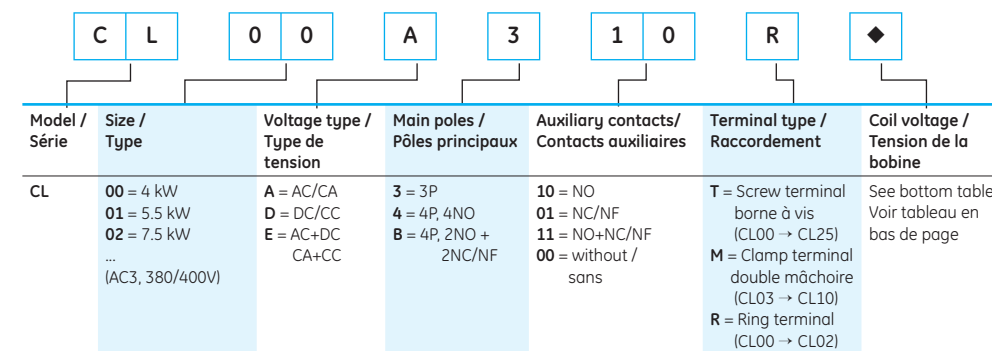 C L 0 0 A 3 1 0 R ◆
Model /
Série
Size /
Type
Voltage type /
Type de
tension
Main poles /
Pôles principaux
Auxiliary contacts/
Contacts auxiliaires
Terminal type /
Raccordement
Coil voltage /
Tension de la
bobine
CL
00 = 4 kW
01 = 5.5 kW
02 = 7.5 kW
...
(AC3, 380/400V)
A = AC/CA
D = DC/CC
E = AC+DC
CA+CC
3 = 3P
4 = 4P, 4NO
B = 4P, 2NO +
2NC/NF
10 = NO
01 = NC/NF
11 = NO+NC/NF
00 = without /
sans
T = Screw terminal
borne à vis
(CL00 → CL25)
M = Clamp terminal
double mâchoire
(CL03 → CL10)
R = Ring terminal
(CL00 → CL02)
See bottom table
Voir tableau en
bas de page